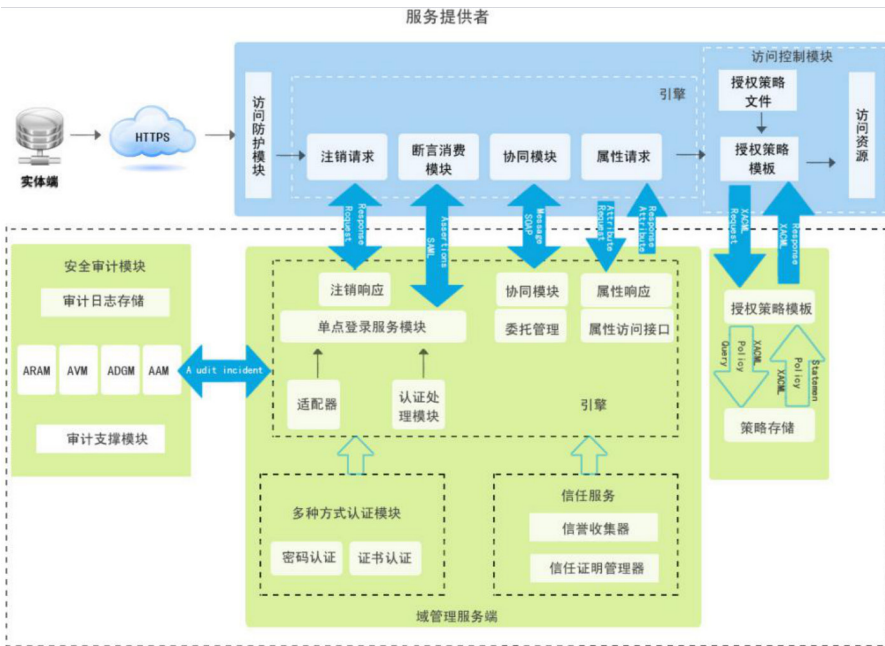 服务提供者
访问控制模块
引擎
授权策略
文件
访问防护模块
访问资源
HTTPS
实体端
注销请求
断言消费
模块
协同模块
属性请求
授权策略
模板
Response
Roquest
Assertions
SAML
Message
SOAP
Attribute
Request
Response
Attribute
XACML
Request
Response
XACML
安全审计模块
审计日志存储
ARAM
AVM
ADGM
AAM
审计支撑模块
A udit incident
注销响应
单点登录服务模块
协同模块
委托管理
属性响应
属性访问接口
适配器
认证处
理模块
引擎
授权策略模板
XACML
Policy
Query
Statemen
Policy
XACML
策略存储
多种方式认证模块
密码认证
证书认证
信任服务
信誉收集器
信任证明管理器
域管理服务端